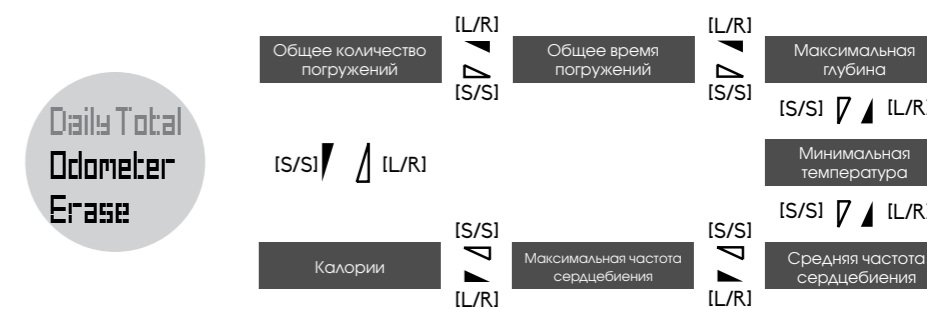 [L/R] [L/R]
Общее количество погружений
Общее время погружений
Максимальная глубина
[S/S] [S/S]
[S/S] [L/R]
Daily Total
Odometer
Erase
[S/S] [L/R]
Минимальная температура
[S/S] [L/R]
[S/S] [S/S]
Калории
Максимальная частота сердцебиения
Средняя частота сердцебиения
[L/R] [L/R]